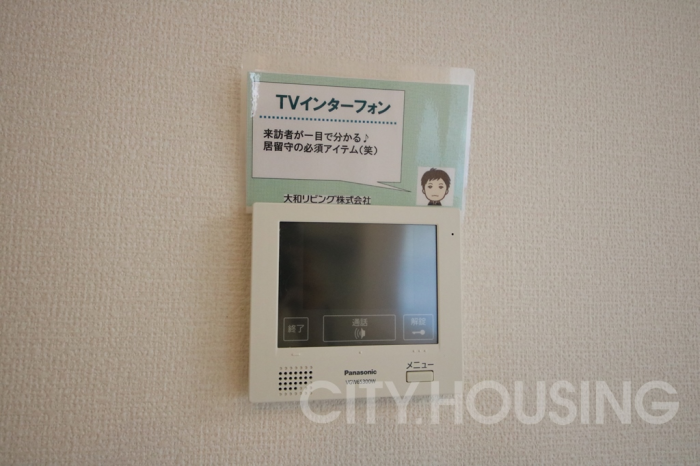 TVインターフォン
来訪者が一目で分かる♪
居留守の必須アイテム(笑)
大和リビング株式会社
終了
通話
解錠
Panasonic
メニュー
CITY.HOUSING